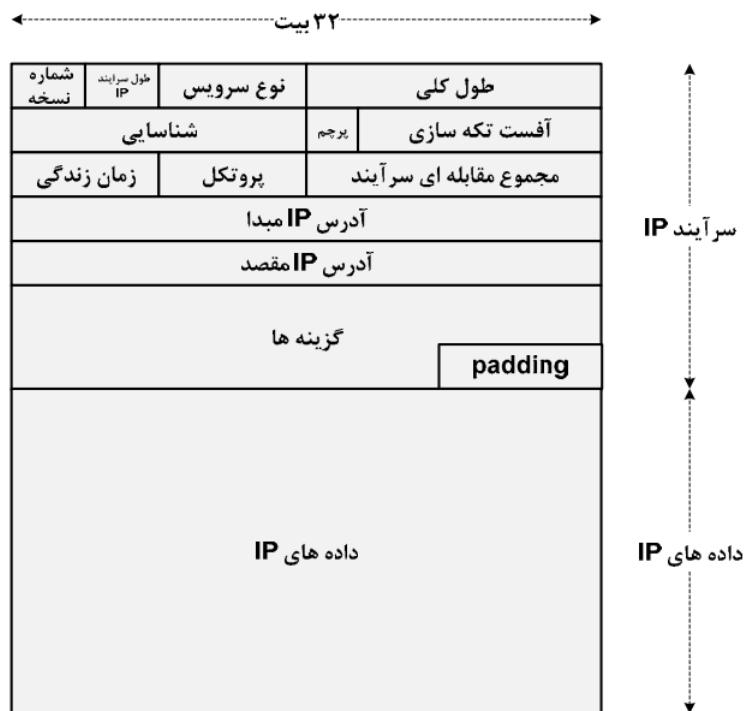 ۳۲ بیت
شماره
نسخه
طول سرایند
IP
نوع سرویس
طول کلی
شناسایی
پرچم
آفست تکه سازی
زمان زندگی
پروتکل
مجموع مقابله ای سرآیند
آدرس IP مبدا
آدرس IP مقصد
گزینه ها
padding
سرآیند IP
داده های IP
داده های IP